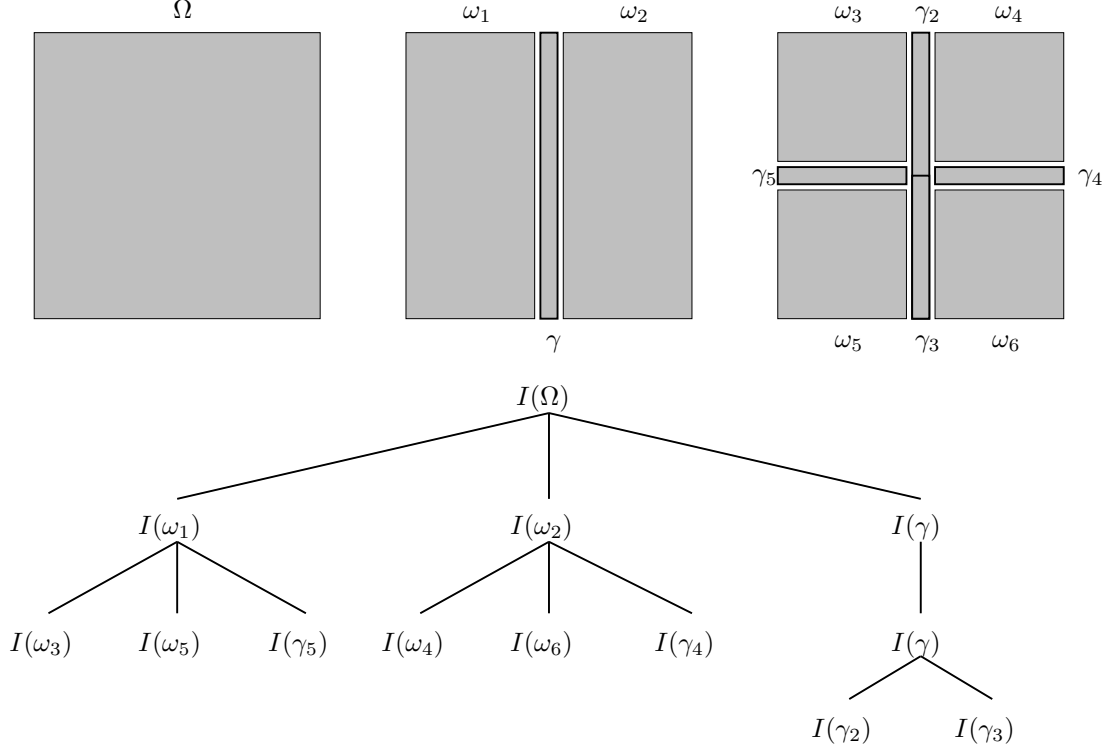 Ω ω₁ ω₂ ω₃ γ₂ ω₄
γ₅ γ₄
γ ω₅ γ₃ ω₆
I(Ω)
I(ω₁) I(ω₂) I(γ)
I(ω₃) I(ω₅) I(γ₅) I(ω₄) I(ω₆) I(γ₄) I(γ)
I(γ₂) I(γ₃)